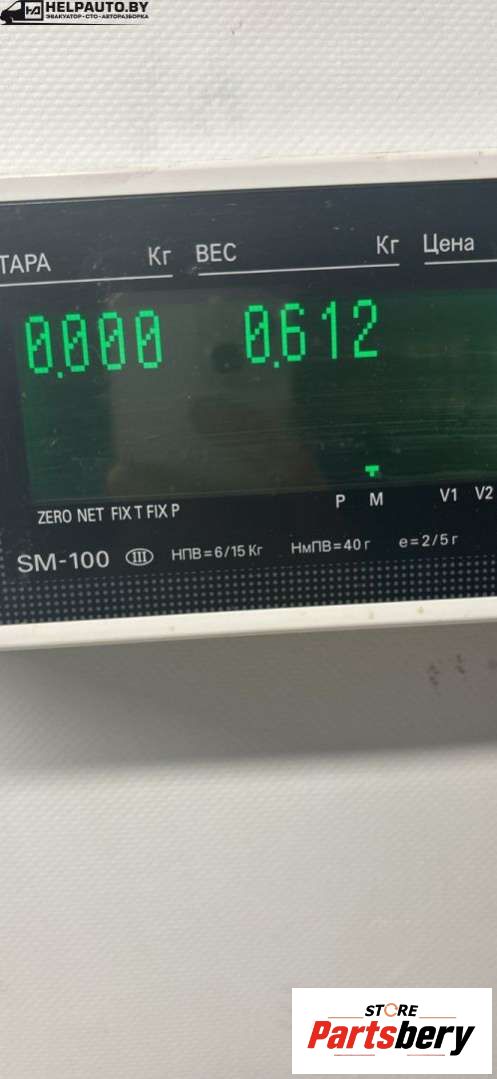 HELPAUTO.BY
ЭВАКУАТОР-СТО-АВТОРАЗБОРКА
ТАРА Кг ВЕС Кг Цена
0.000 0.612
ZERO NET FIX T FIX P P M V1 V2
SM-100 III НПВ=6/15 Кг НмПВ=40 г e=2/5 г
STORE
Partsbery